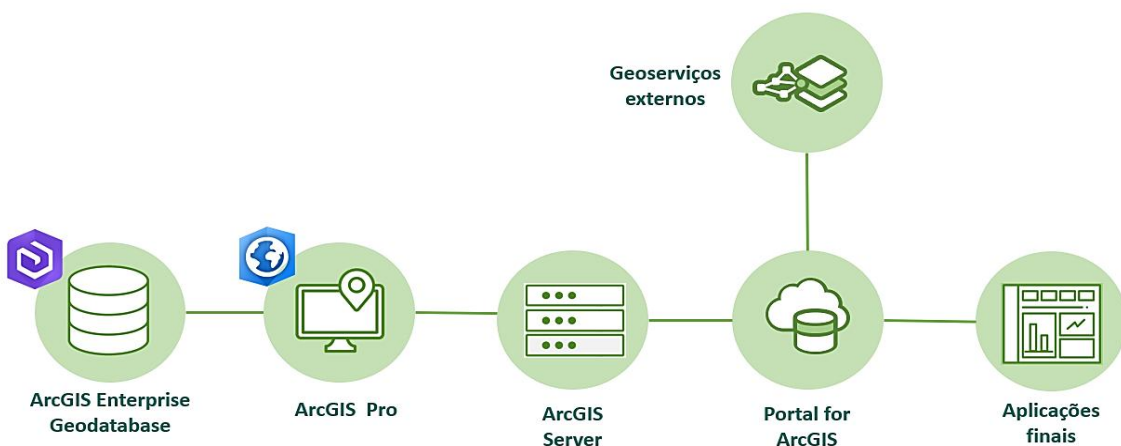 Geoserviços
externos
ArcGIS Enterprise
Geodatabase
ArcGIS Pro
ArcGIS
Server
Portal for
ArcGIS
Aplicações
finais